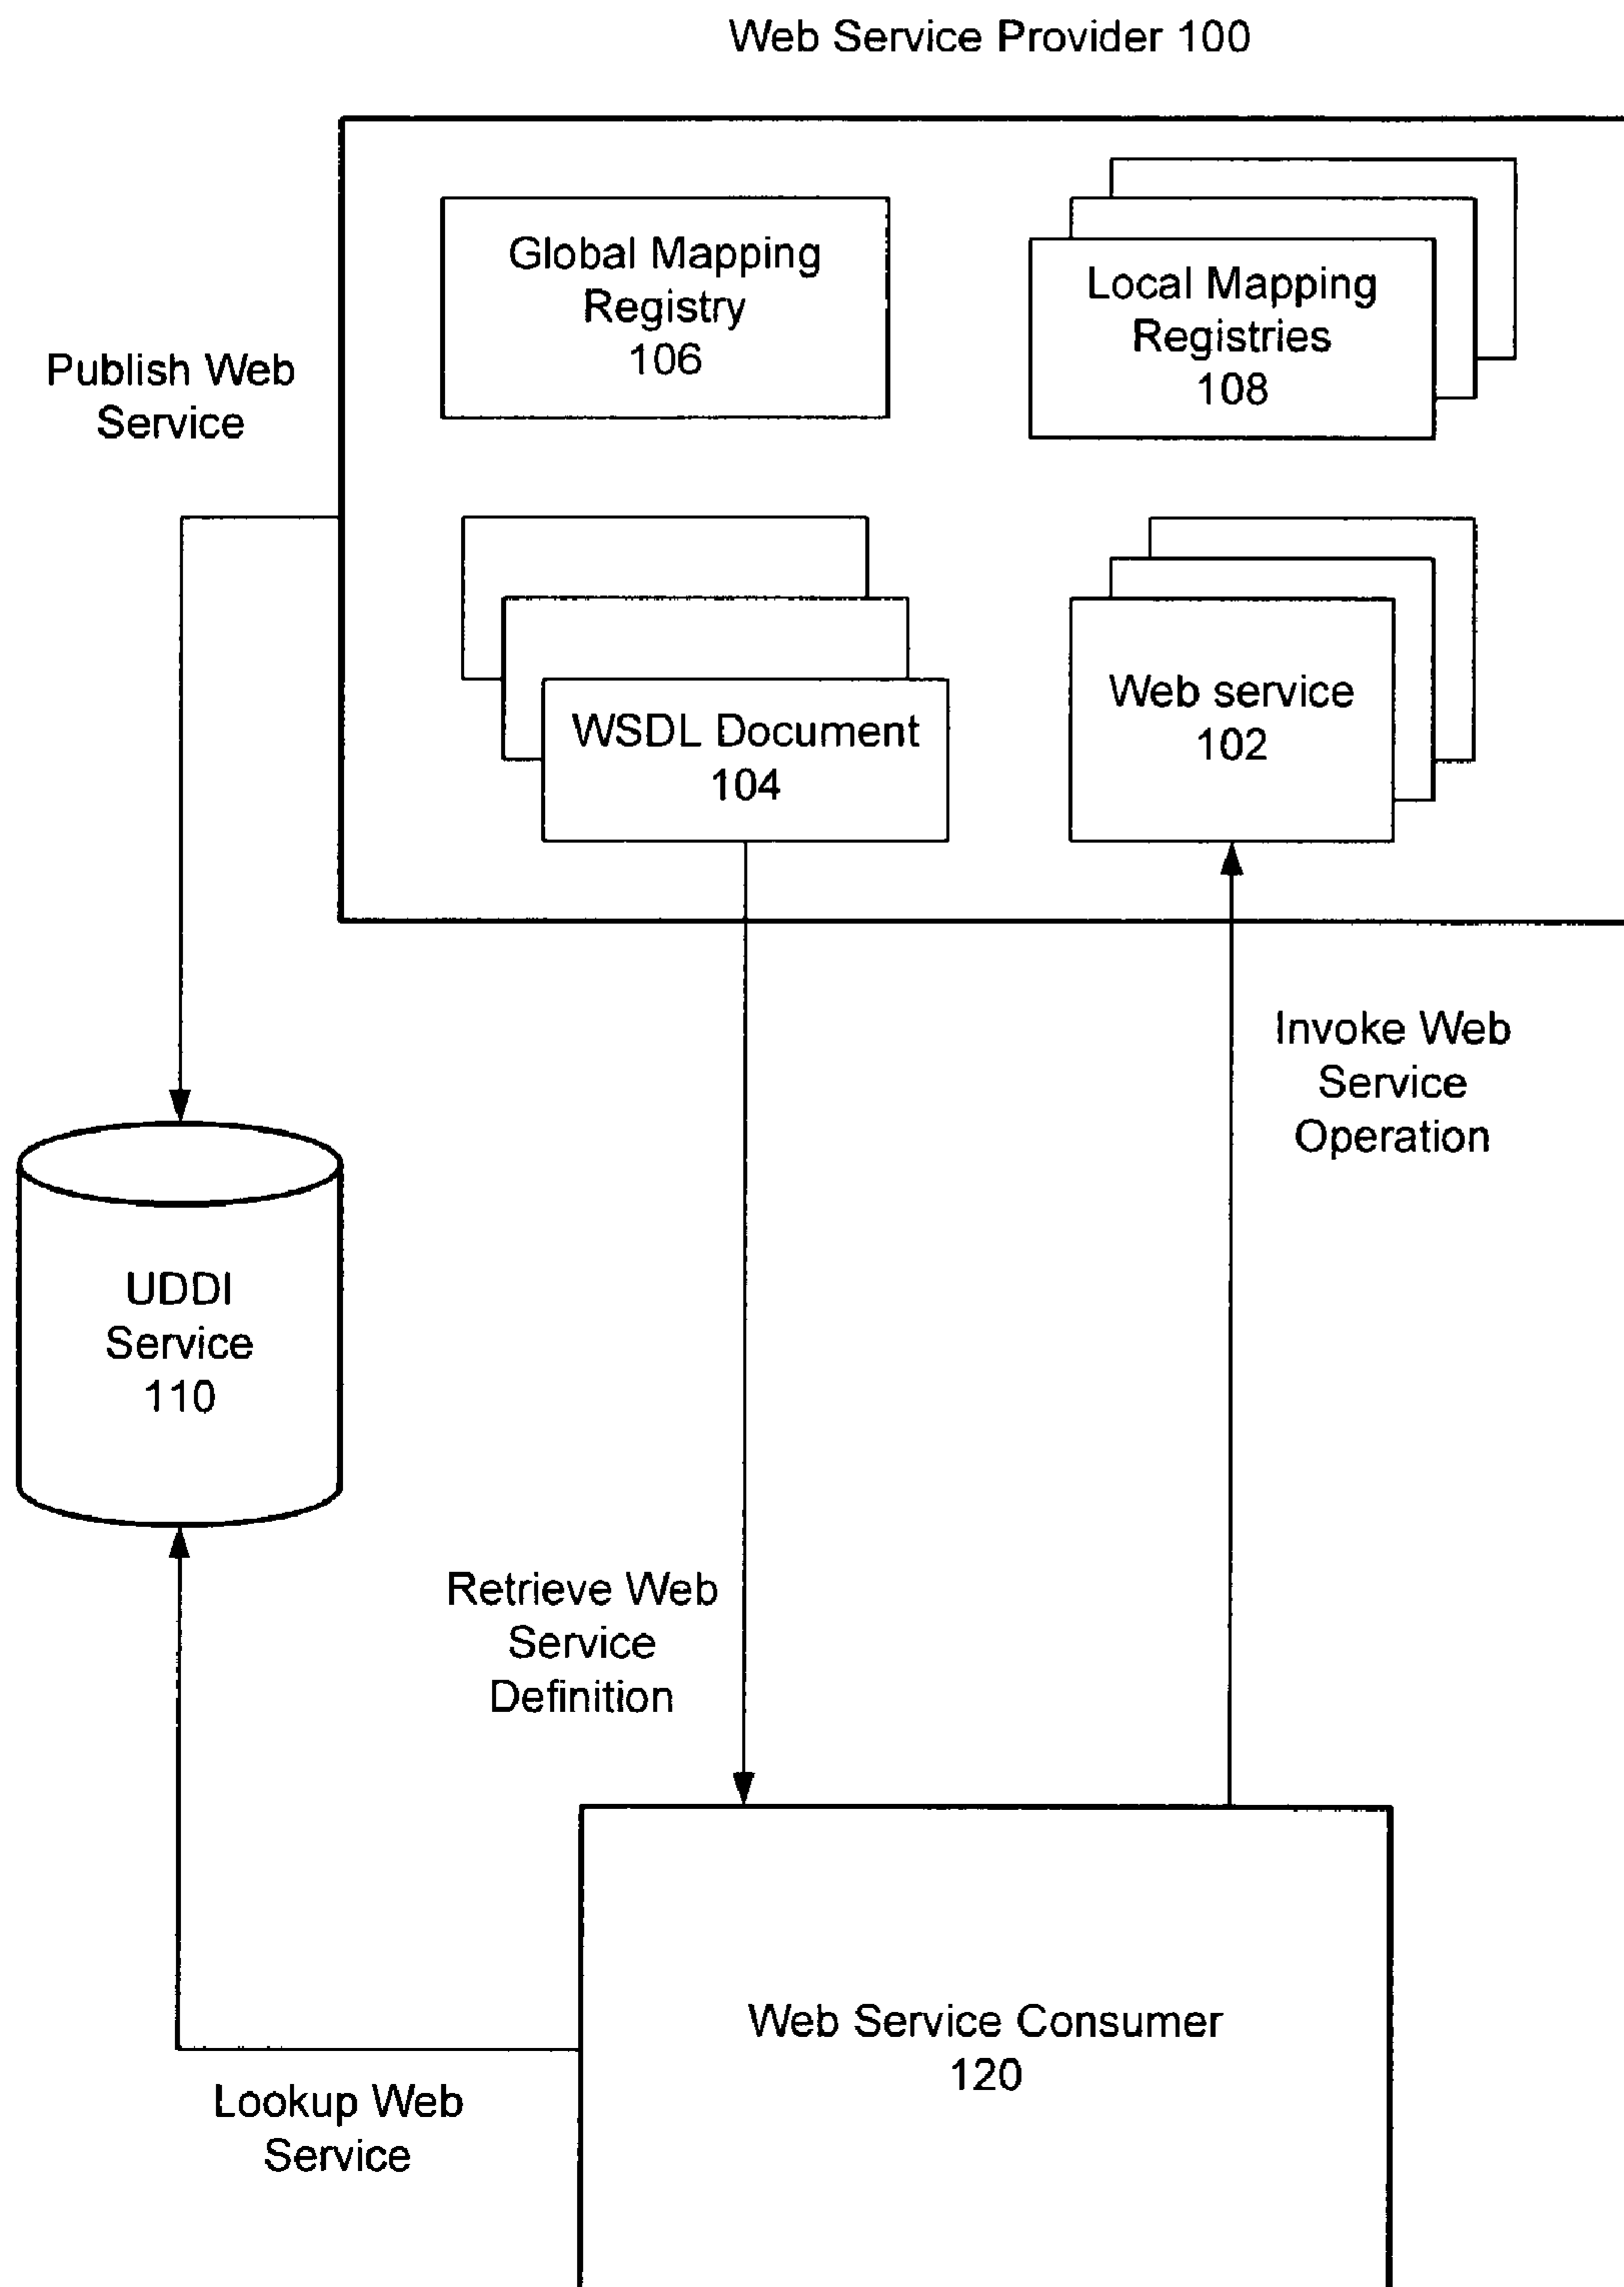 Web Service Provider 100
Global Mapping
Registry
106
Local Mapping
Registries
108
Publish Web
Service
WSDL Document
104
Web service
102
Invoke Web
Service
Operation
UDDI
Service
110
Retrieve Web
Service
Definition
Web Service Consumer
120
Lookup Web
Service